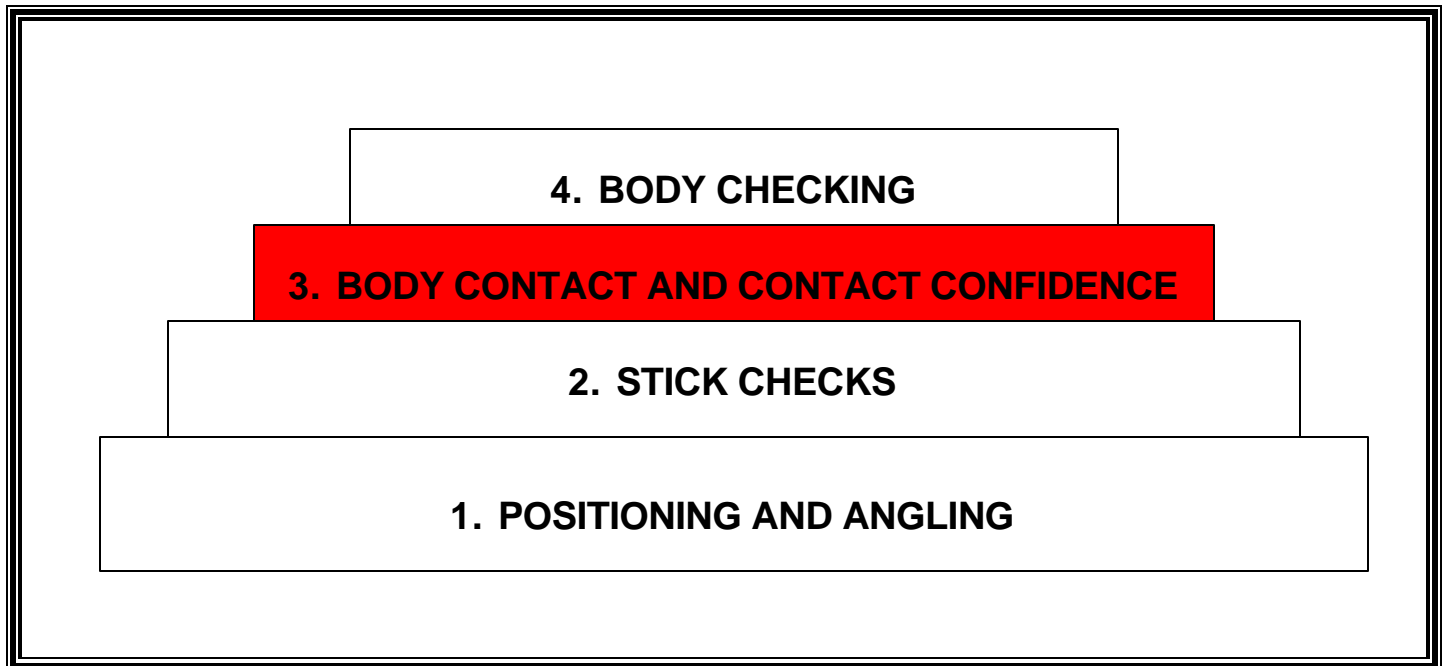 4. BODY CHECKING
3. BODY CONTACT AND CONTACT CONFIDENCE
2. STICK CHECKS
1. POSITIONING AND ANGLING